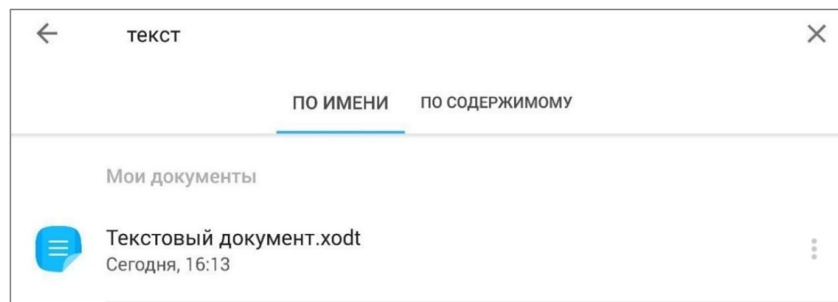 текст
ПО ИМЕНИ ПО СОДЕРЖИМОМУ
Мои документы
Текстовый документ.xodt
Сегодня, 16:13